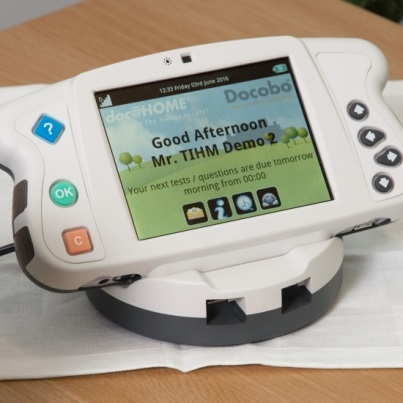 12:33 Friday 03rd June 2016
doc@HOME
Docobo
Good Afternoon
Mr. TIHM Demo 2
Your next tests / questions are due tomorrow
morning from 00:00
?
OK
C